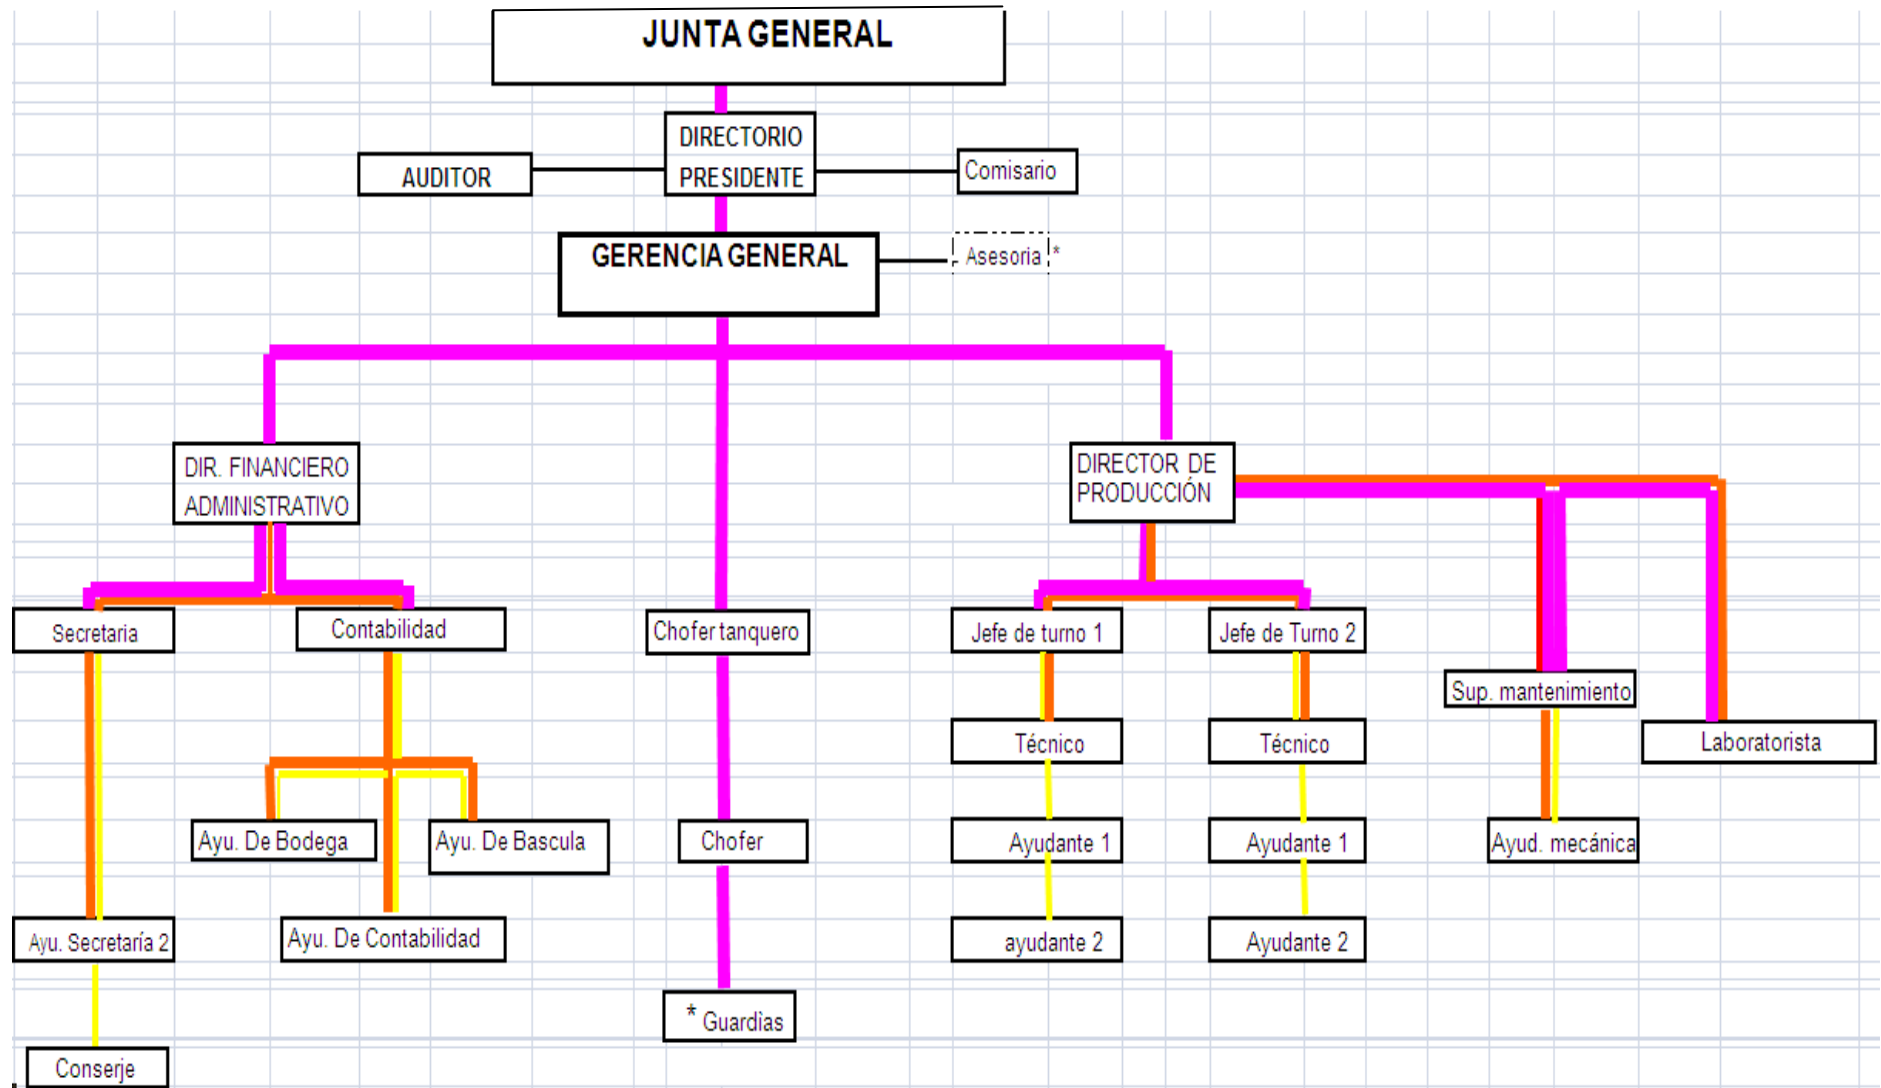 JUNTA GENERAL
DIRECTORIO
PRESIDENTE
AUDITOR
Comisario
GERENCIA GENERAL
Asesoria *
DIR. FINANCIERO
ADMINISTRATIVO
DIRECTOR DE
PRODUCCIÓN
Secretaria
Contabilidad
Chofer tanquero
Jefe de turno 1
Jefe de Turno 2
Sup. mantenimiento
Técnico
Técnico
Laboratorista
Ayu. De Bodega
Ayu. De Bascula
Chofer
Ayudante 1
Ayudante 1
Ayud. mecánica
Ayu. Secretaría 2
Ayu. De Contabilidad
ayudante 2
Ayudante 2
* Guardìas
Conserje